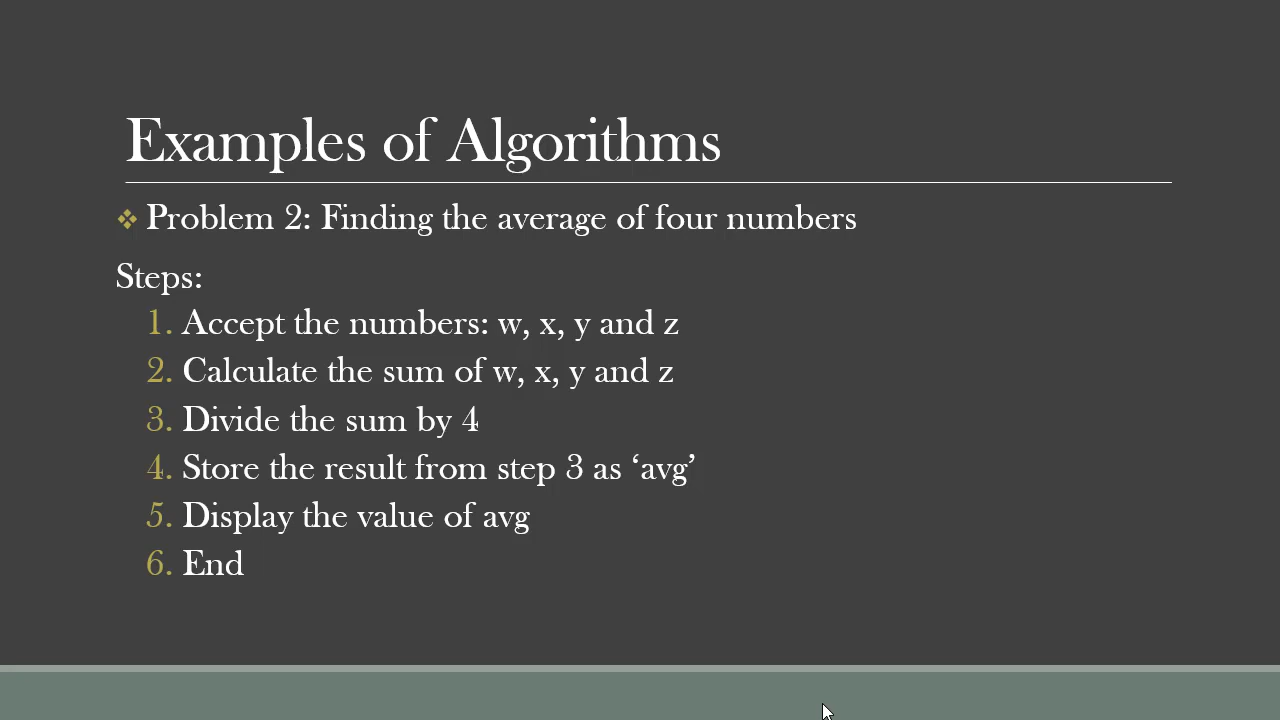 Examples of Algorithms
❖ Problem 2: Finding the average of four numbers
Steps:
1. Accept the numbers: w, x, y and z
2. Calculate the sum of w, x, y and z
3. Divide the sum by 4
4. Store the result from step 3 as ‘avg’
5. Display the value of avg
6. End